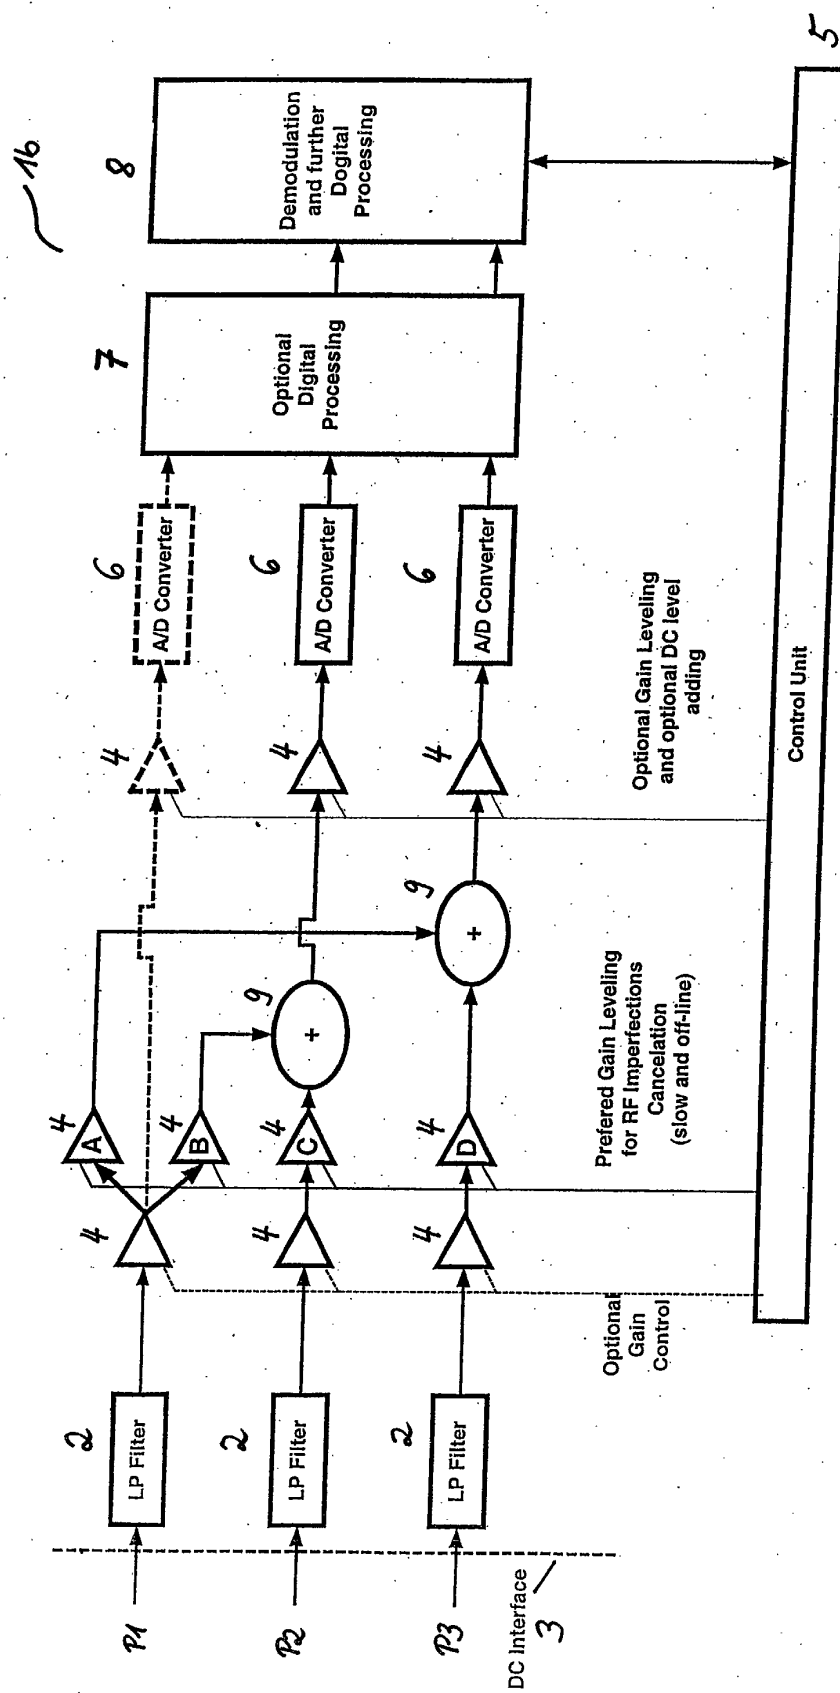 16
P1
2
LP Filter
4
4
A
4
B
4
6
A/D Converter
7
Optional
Digital
Processing
8
Demodulation
and further
Dogital
Processing
P2
2
LP Filter
4
4
C
9
+
4
6
A/D Converter
P3
2
LP Filter
4
4
D
9
+
4
6
A/D Converter
DC Interface
3
Optional
Gain
Control
Prefered Gain Leveling
for RF Imperfections
Cancelation
(slow and off-line)
Optional Gain Leveling
and optional DC level
adding
Control Unit
5